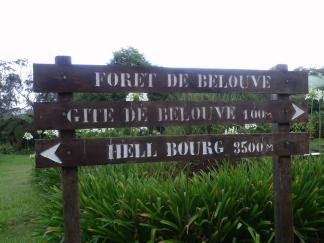 FORET DE BELOUVE
GITE DE BELOUVE 100M
HELL BOURG 3500M